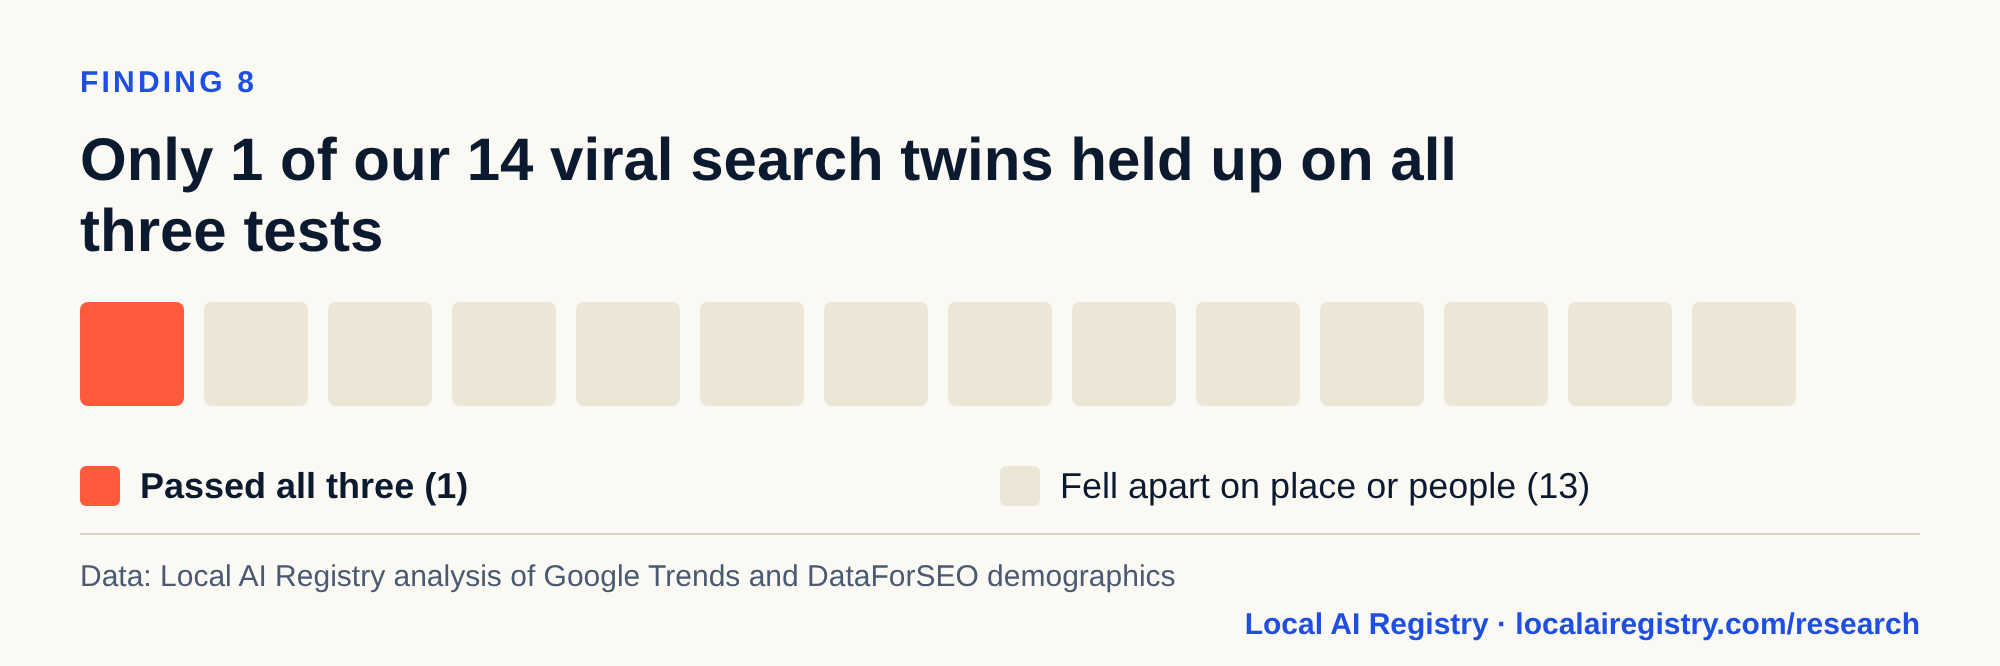 FINDING 8
Only 1 of our 14 viral search twins held up on all
three tests
Passed all three (1)
Fell apart on place or people (13)
Data: Local AI Registry analysis of Google Trends and DataForSEO demographics
Local AI Registry · localairegistry.com/research